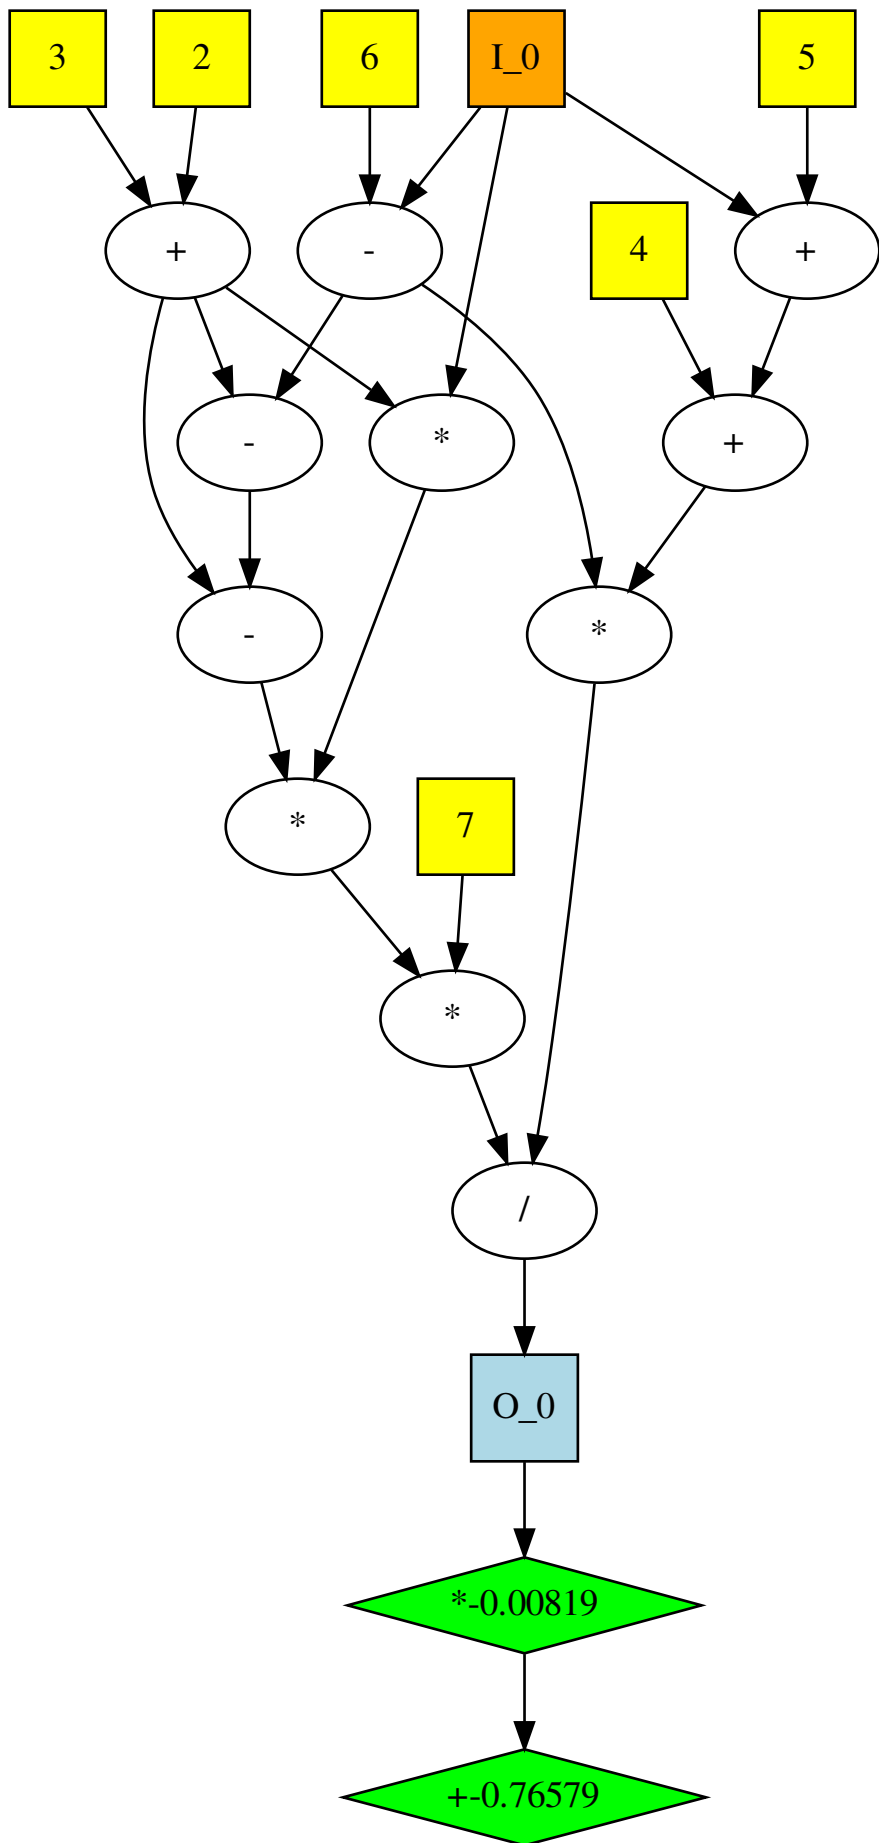 3 2 6 I_0 5
4
+ - +
- * +
- *
* 7
*
/
O_0
*-0.00819
+-0.76579